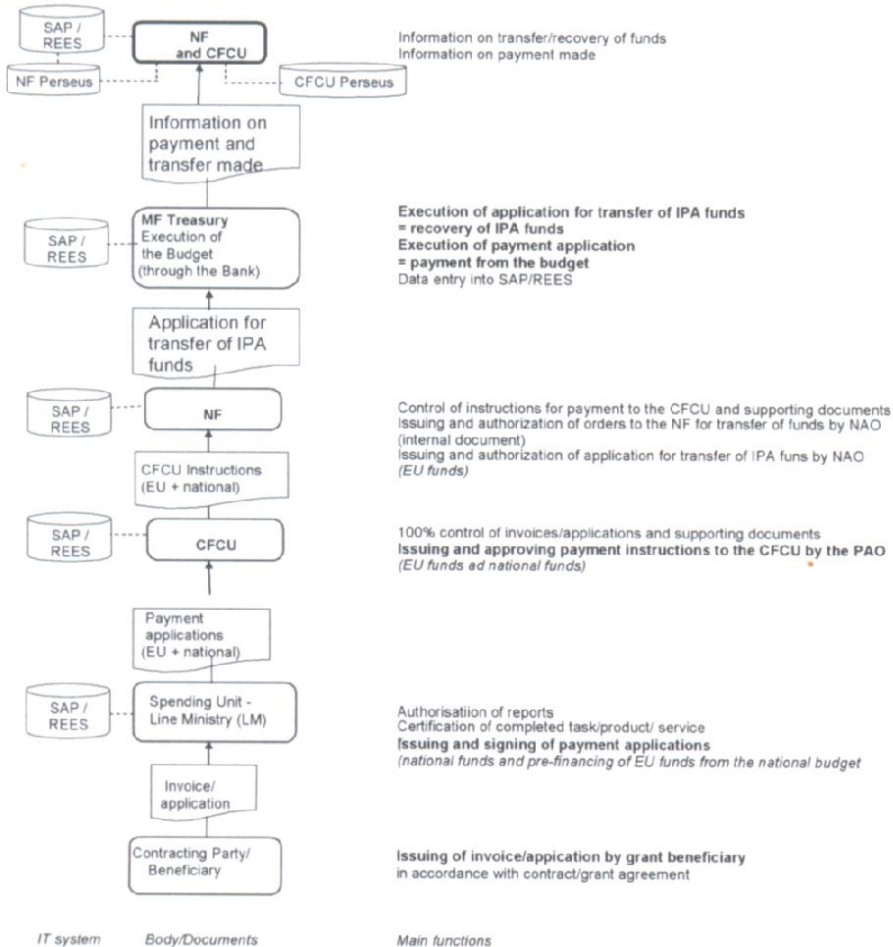 SAP /
REES
NF
and CFCU
Information on transfer/recovery of funds
Information on payment made
NF Perseus
CFCU Perseus
Information on
payment and
transfer made
SAP /
REES
MF Treasury
Execution of
the Budget
(through the Bank)
Execution of application for transfer of IPA funds
= recovery of IPA funds
Execution of payment application
= payment from the budget
Data entry into SAP/REES
Application for
transfer of IPA
funds
SAP /
REES
NF
Control of instructions for payment to the CFCU and supporting documents
Issuing and authorization of orders to the NF for transfer of funds by NAO
(internal document)
Issuing and authorization of application for transfer of IPA funs by NAO
(EU funds)
CFCU Instructions
(EU + national)
SAP /
REES
CFCU
100% control of invoices/applications and supporting documents
Issuing and approving payment instructions to the CFCU by the PAO
(EU funds ad national funds)
Payment
applications
(EU + national)
SAP /
REES
Spending Unit -
Line Ministry (LM)
Authorisatiion of reports
Certification of completed task/product/ service
Issuing and signing of payment applications
(national funds and pre-financing of EU funds from the national budget
Invoice/
application
Contracting Party/
Beneficiary
Issuing of invoice/appication by grant beneficiary
in accordance with contract/grant agreement
IT system
Body/Documents
Main functions